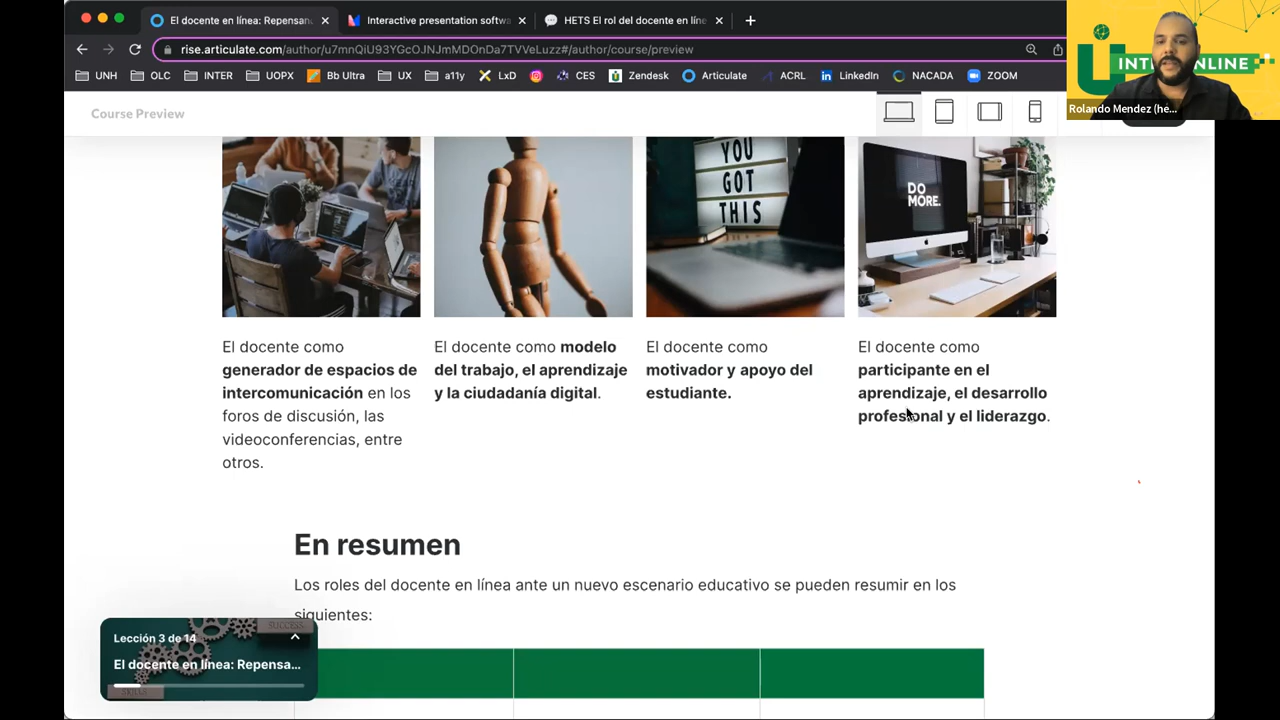 El docente en línea: Repensan
Interactive presentation softwa
HETS El rol del docente en líne
rise.articulate.com/author/u7mnQiU93YGcOJNJmMDOnDa7TVVeLuzz#/author/course/preview
UNH
OLC
INTER
UOPX
Bb Ultra
UX
a11y
LxD
CES
Zendesk
Articulate
ACRL
LinkedIn
NACADA
ZOOM
Rolando Mendez (he...
Course Preview
YOU
GOT
THIS
DO
MORE.
El docente como
generador de espacios de
intercomunicación en los
foros de discusión, las
videoconferencias, entre
otros.
El docente como modelo
del trabajo, el aprendizaje
y la ciudadanía digital.
El docente como
motivador y apoyo del
estudiante.
El docente como
participante en el
aprendizaje, el desarrollo
profesional y el liderazgo.
En resumen
Los roles del docente en línea ante un nuevo escenario educativo se pueden resumir en los
siguientes:
Lección 3 de 14
El docente en línea: Repensa...
SUCCESS
SKILLS